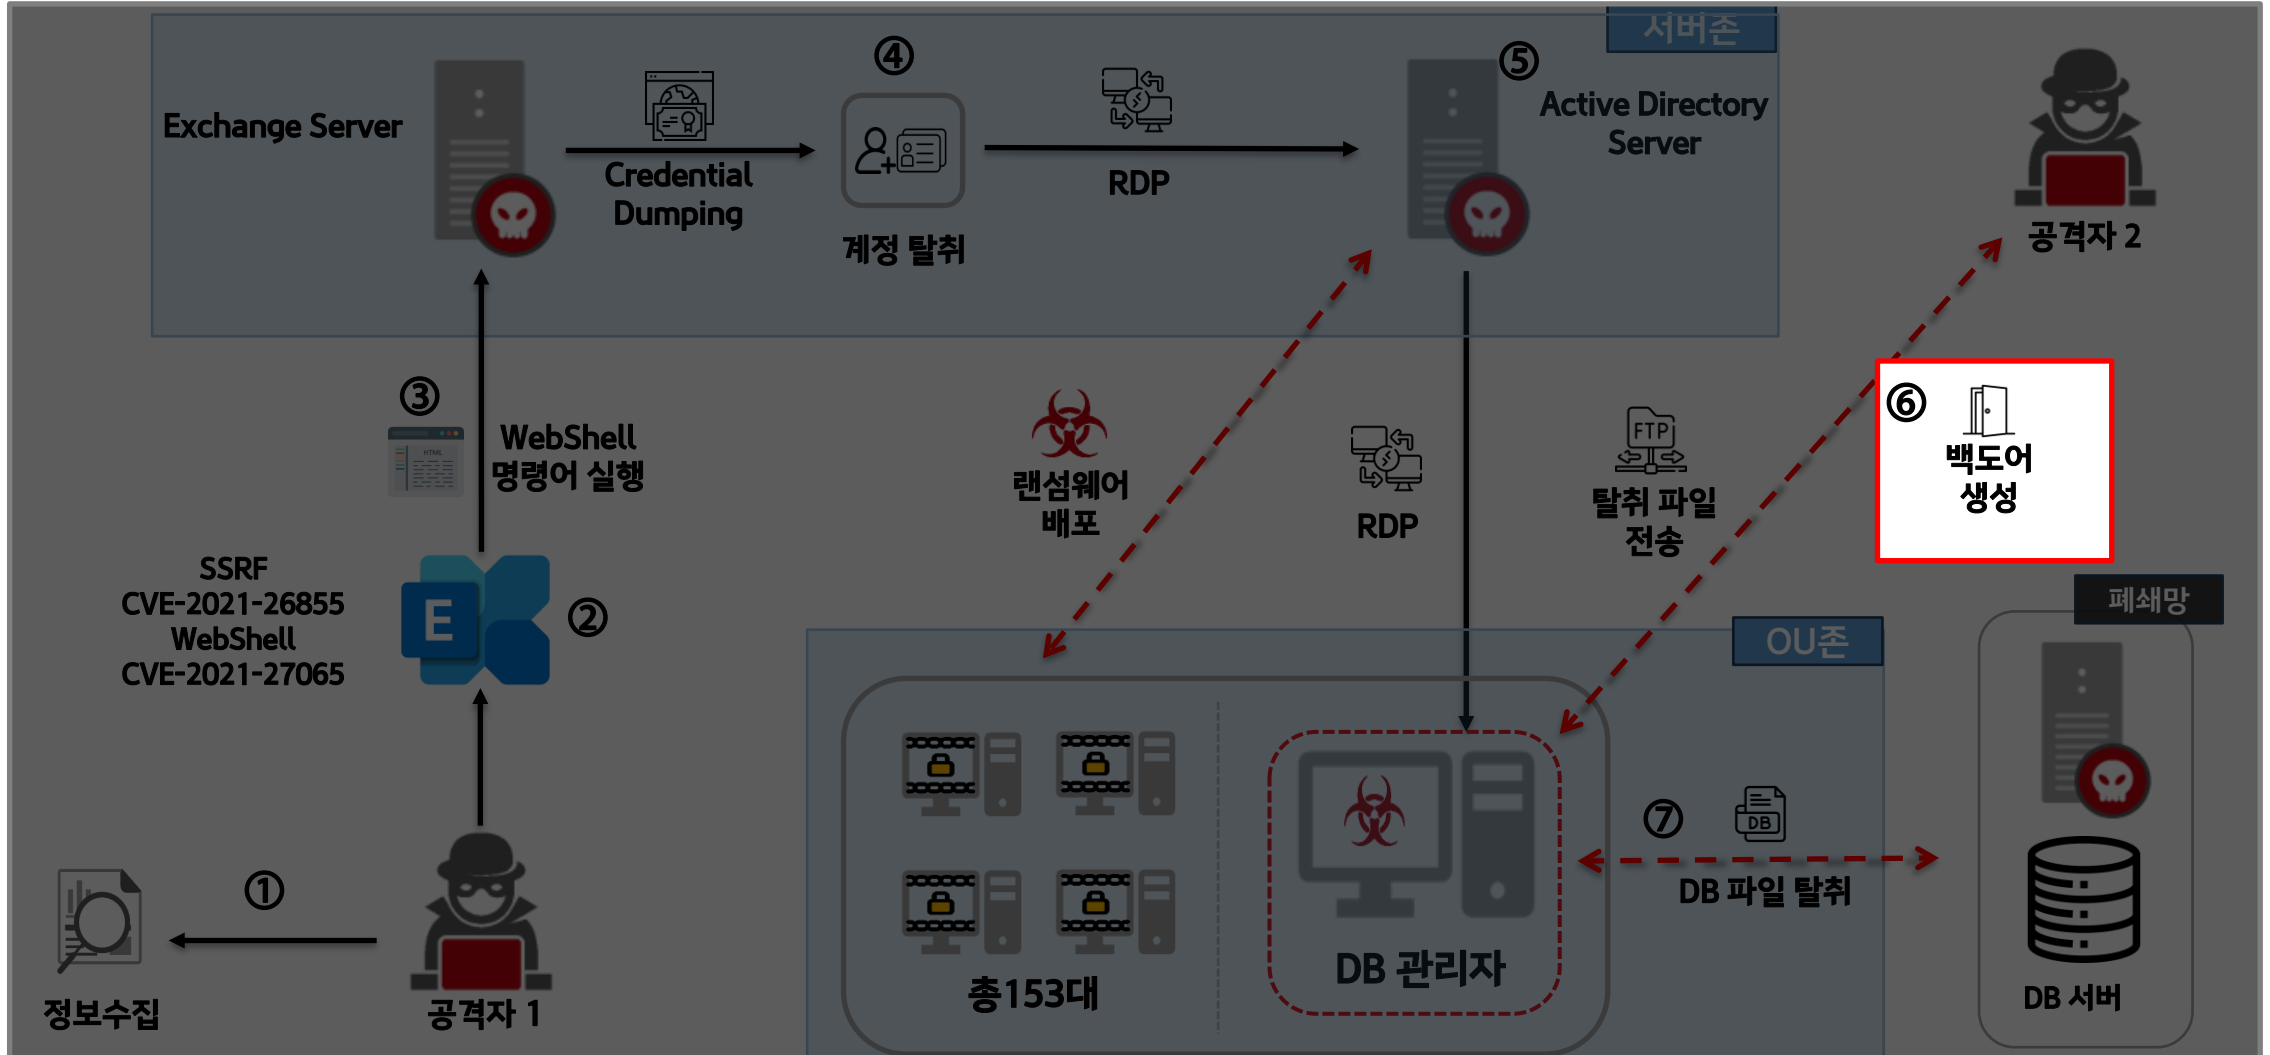 서버존
Exchange Server
Credential
Dumping
④
계정 탈취
RDP
⑤
Active Directory
Server
공격자 2
③
HTML
WebShell
명령어 실행
랜섬웨어
배포
RDP
FTP
탈취 파일
전송
⑥
백도어
생성
SSRF
CVE-2021-26855
WebShell
CVE-2021-27065
E
②
OU존
폐쇄망
①
정보수집
공격자 1
총153대
DB 관리자
⑦
DB
DB 파일 탈취
DB 서버